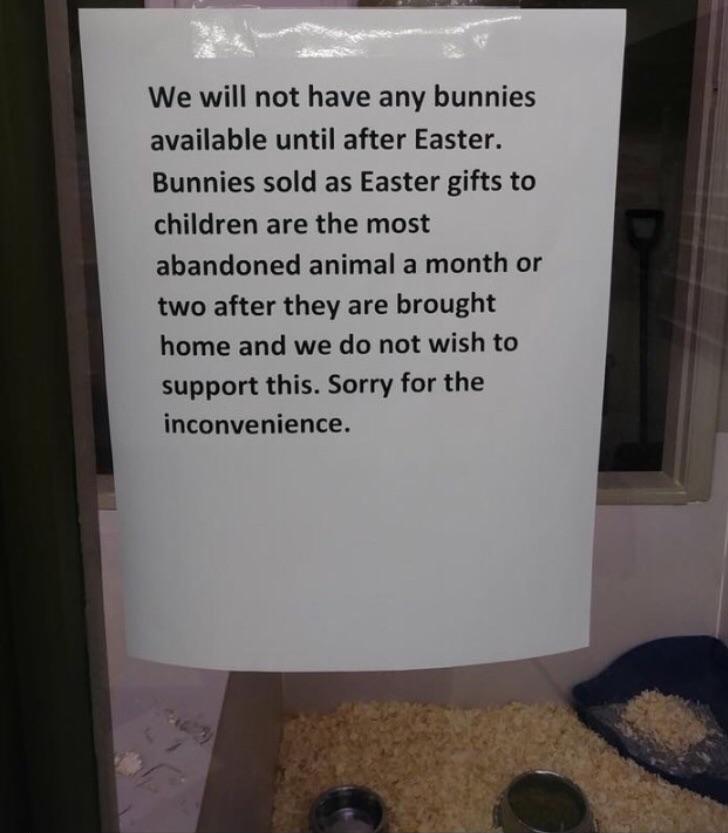 We will not have any bunnies
available until after Easter.
Bunnies sold as Easter gifts to
children are the most
abandoned animal a month or
two after they are brought
home and we do not wish to
support this. Sorry for the
inconvenience.